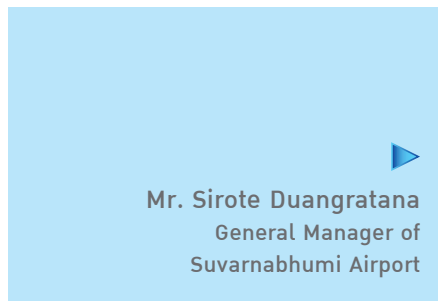 Mr. Sirote Duangratana
General Manager of
Suvarnabhumi Airport